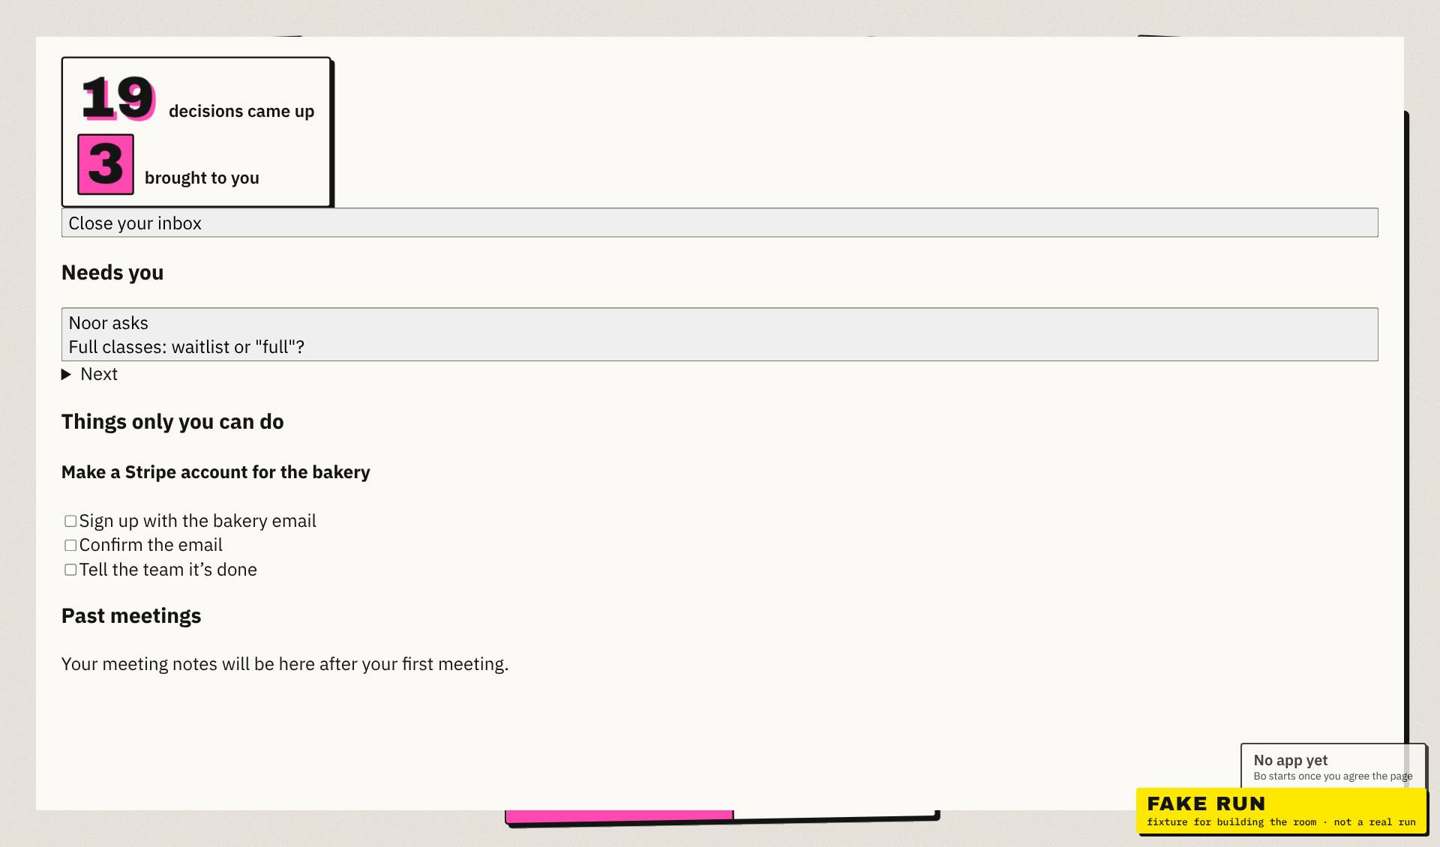 19 decisions came up
3 brought to you
Close your inbox
Needs you
Noor asks
Full classes: waitlist or "full"?
▶ Next
Things only you can do
Make a Stripe account for the bakery
Sign up with the bakery email
Confirm the email
Tell the team it’s done
Past meetings
Your meeting notes will be here after your first meeting.
No app yet
Bo starts once you agree the page
FAKE RUN
fixture for building the room · not a real run